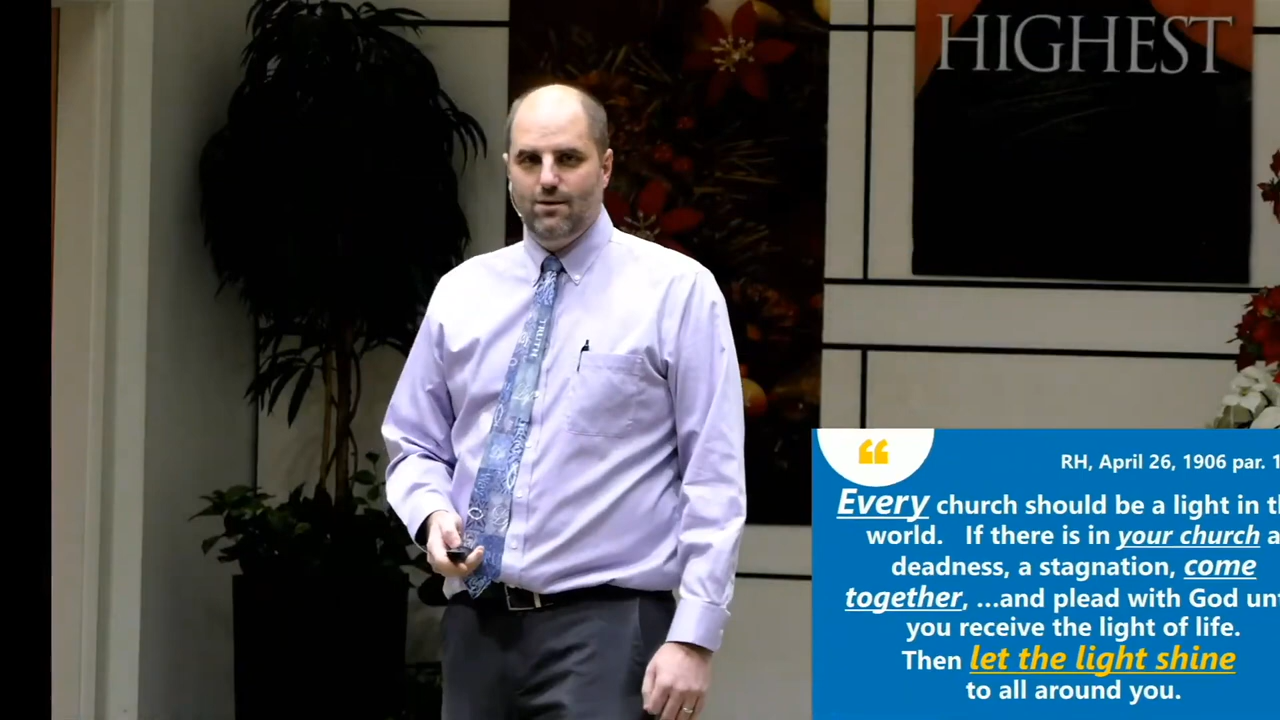 HIGHEST
TRUTH
RH, April 26, 1906 par. 1
Every church should be a light in
world. If there is in your church
deadness, a stagnation, come
together, ...and plead with God
you receive the light of life.
Then let the light shine
to all around you.